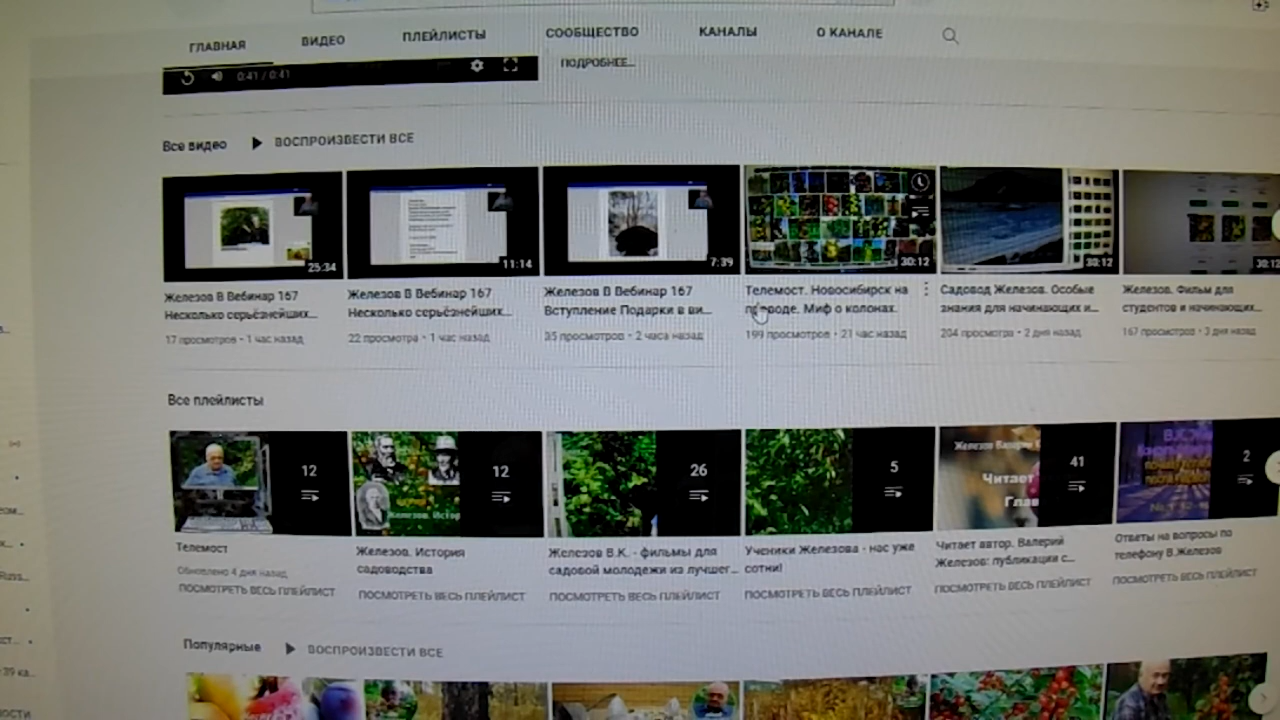 ГЛАВНАЯ ВИДЕО ПЛЕЙЛИСТЫ СООБЩЕСТВО КАНАЛЫ О КАНАЛЕ
0:41 / 0:41
ПОДРОБНЕЕ...
Все видео ВОСПРОИЗВЕСТИ ВСЕ
25:34 11:14 7:39 30:12 30:12 30:12
Железов В Вебинар 167
Несколько серьёзнейших...
17 просмотров • 1 час назад
Железов В Вебинар 167
Несколько серьёзнейших...
22 просмотра • 1 час назад
Железов В Вебинар 167
Вступление Подарки в ви...
35 просмотров • 2 часа назад
Телемост. Новосибирск на
природе. Миф о колонах.
199 просмотров • 21 час назад
Садовод Железов. Особые
знания для начинающих и...
204 просмотра • 2 дня назад
Железов. Фильм для
студентов и начинающих...
167 просмотров • 3 дня назад
Все плейлисты
12
Телемост
Обновлено 4 дня назад
ПОСМОТРЕТЬ ВЕСЬ ПЛЕЙЛИСТ
12
Железов. Истор
Железов. История
садоводства
ПОСМОТРЕТЬ ВЕСЬ ПЛЕЙЛИСТ
26
Железов В.К. - фильмы для
садовой молодежи из лучшег...
ПОСМОТРЕТЬ ВЕСЬ ПЛЕЙЛИСТ
5
Ученики Железова - нас уже
сотни!
ПОСМОТРЕТЬ ВЕСЬ ПЛЕЙЛИСТ
41
Читает
Глав
Читает автор. Валерий
Железов: публикации с...
ПОСМОТРЕТЬ ВЕСЬ ПЛЕЙЛИСТ
2
Ответы на вопросы по
телефону В.Железов
ПОСМОТРЕТЬ ВЕСЬ ПЛЕЙЛИСТ
Популярные ВОСПРОИЗВЕСТИ ВСЕ